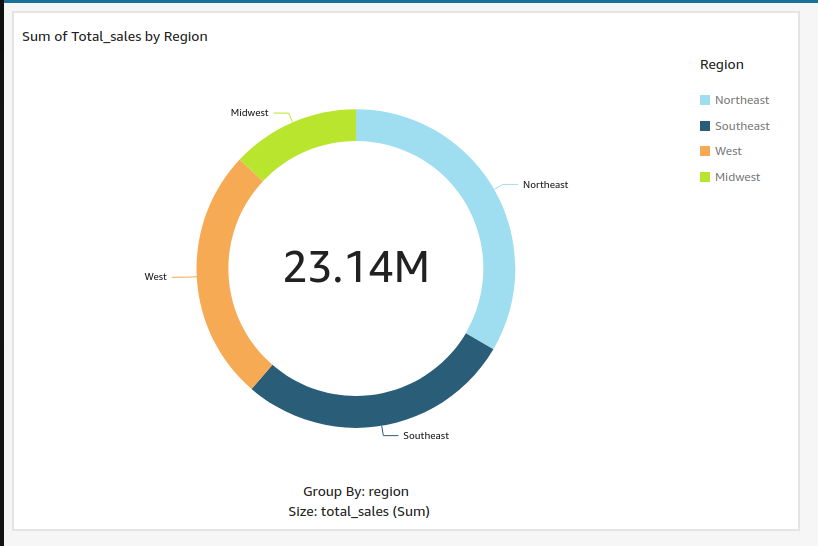 Sum of Total_sales by Region
Region
Northeast
Southeast
West
Midwest
Midwest
Northeast
West
23.14M
Southeast
Group By: region
Size: total_sales (Sum)